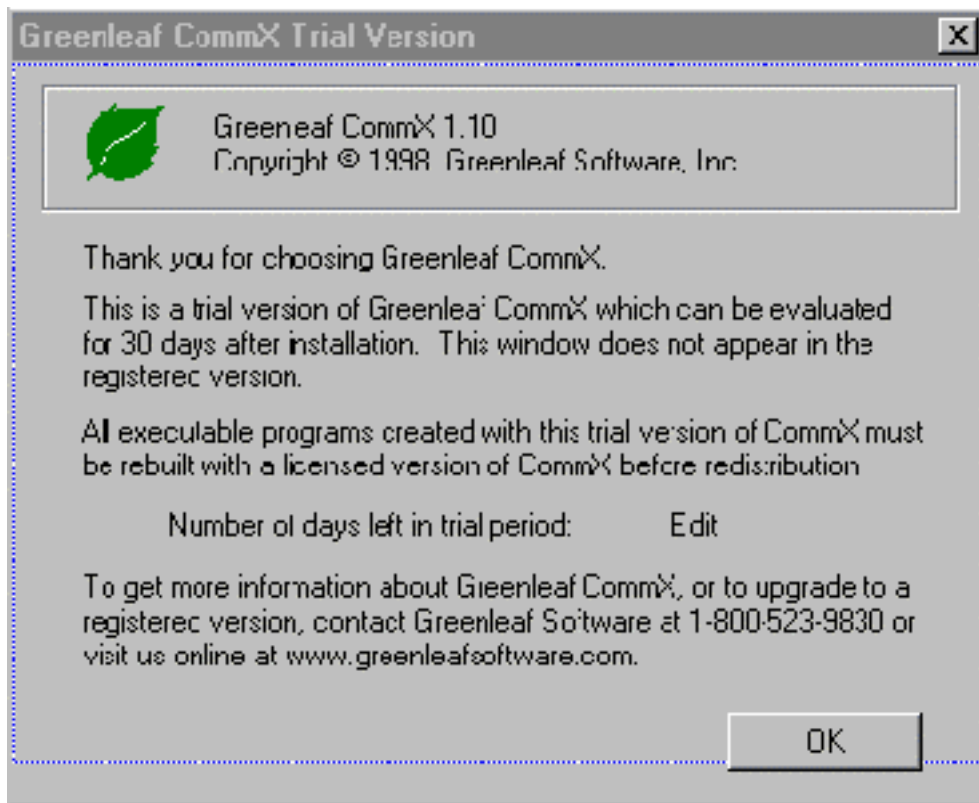 Greenleaf CommX Trial Version
Greeneaf CommX 1.10
Copyright © 1998 Greenleaf Software, Inc
Thank you for choosing Greenleaf CommX.
This is a trial version of Greenleaf CommX which can be evaluated
for 30 days after installation. This window does not appear in the
registered version.
All executable programs created with this trial version of CommX must
be rebuilt with a licensed version of CommX before redistribution
Number of days left in trial period: Edit
To get more information about Greenleaf CommX, or to upgrade to a
registered version, contact Greenleaf Software at 1-800-523-9830 or
visit us online at www.greenleafsoftware.com.
OK